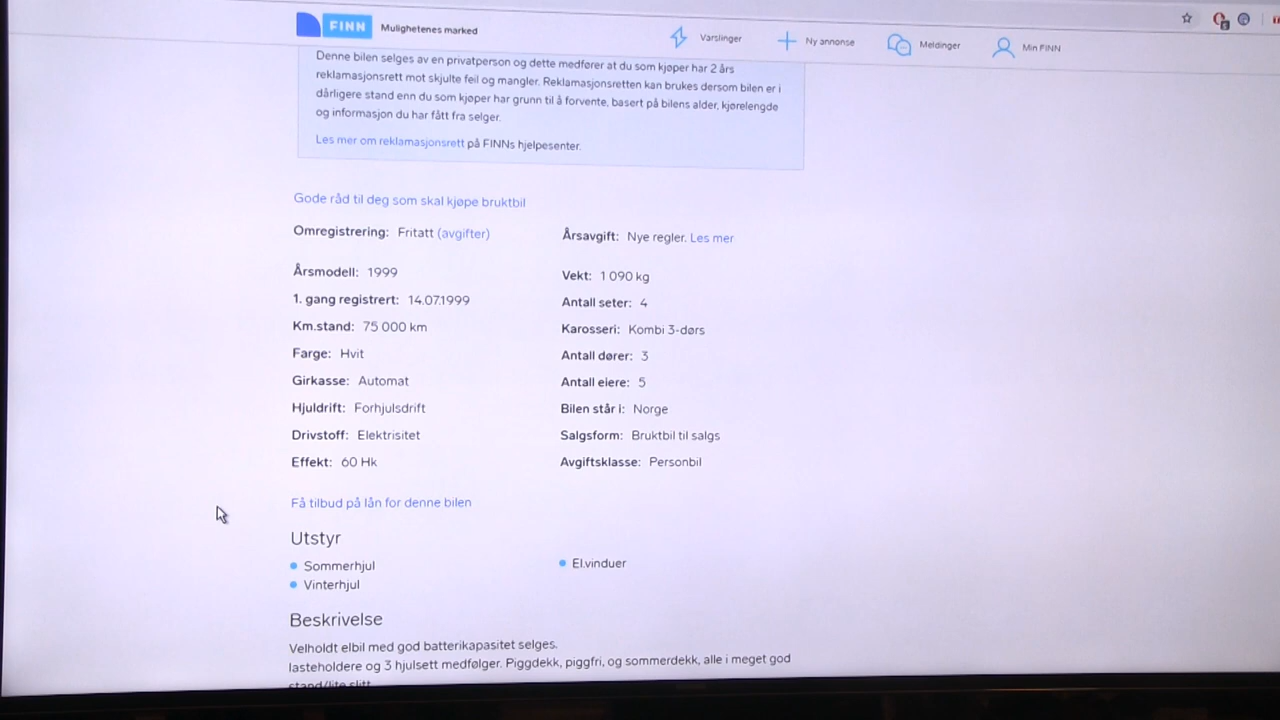 FINN Mulighetenes marked Varslinger Ny annonse Meldinger Min FINN
Denne bilen selges av en privatperson og dette medfører at du som kjøper har 2 års
reklamasjonsrett mot skjulte feil og mangler. Reklamasjonsretten kan brukes dersom bilen er i
dårligere stand enn du som kjøper har grunn til å forvente, basert på bilens alder, kjørelengde
og informasjon du har fått fra selger.
Les mer om reklamasjonsrett på FINNs hjelpesenter.
Gode råd til deg som skal kjøpe bruktbil
Omregistrering: Fritatt (avgifter)
Årsavgift: Nye regler. Les mer
Årsmodell: 1999
Vekt: 1 090 kg
1. gang registrert: 14.07.1999
Antall seter: 4
Km.stand: 75 000 km
Karosseri: Kombi 3-dørs
Farge: Hvit
Antall dører: 3
Girkasse: Automat
Antall eiere: 5
Hjuldrift: Forhjulsdrift
Bilen står i: Norge
Drivstoff: Elektrisitet
Salgsform: Bruktbil til salgs
Effekt: 60 Hk
Avgiftsklasse: Personbil
Få tilbud på lån for denne bilen
Utstyr
Sommerhjul
El.vinduer
Vinterhjul
Beskrivelse
Velholdt elbil med god batterikapasitet selges.
lasteholdere og 3 hjulsett medfølger. Piggdekk, piggfri, og sommerdekk, alle i meget god
stand/lite slitt